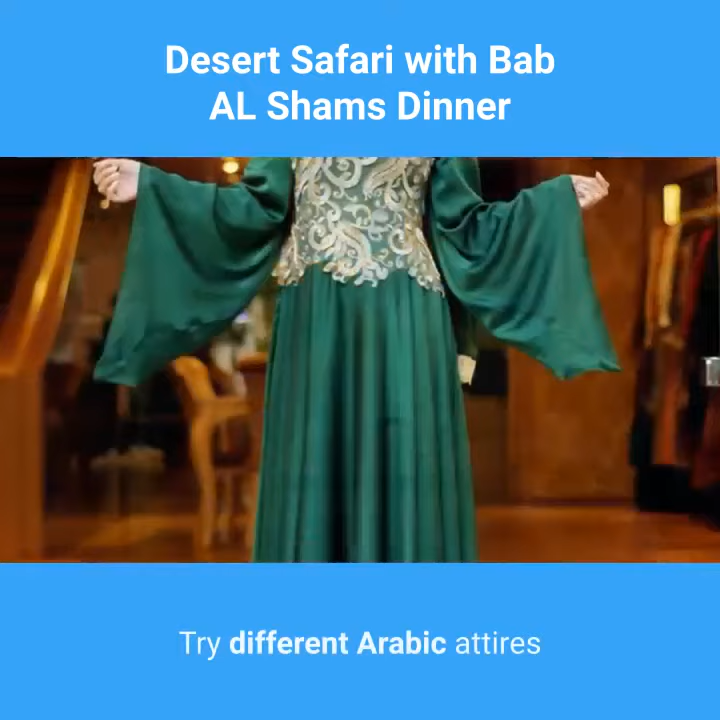 Desert Safari with Bab
AL Shams Dinner
Try different Arabic attires